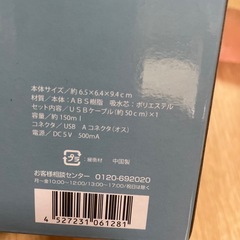 本体サイズ/約 6.5×6.4×9.4cm
材質/本体:ABS樹脂 吸水芯:ポリエステル
セット内容/USBケーブル(約50cm)×1
容量/約150ml
コネクタ/USB Aコネクタ(オス)
電源/DC5V 500mA
緩衝材
中国製
お客様相談センター 0120-692020
4 527231 061281